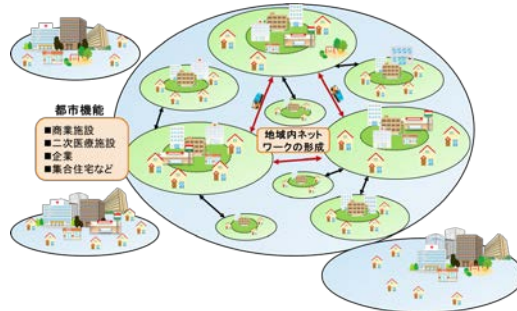 都市機能
■商業施設
■二次医療施設
■企業
■集合住宅など
地域内ネット
ワークの形成